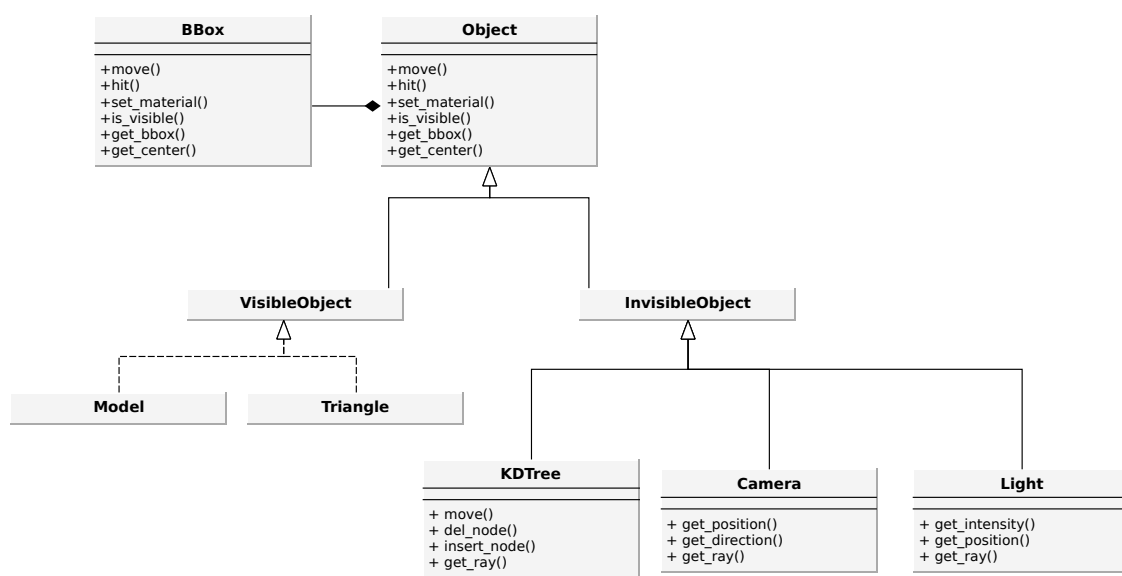 BBox
+move()
+hit()
+set_material()
+is_visible()
+get_bbox()
+get_center()
Object
+move()
+hit()
+set_material()
+is_visible()
+get_bbox()
+get_center()
VisibleObject
InvisibleObject
Model
Triangle
KDTree
+ move()
+ del_node()
+ insert_node()
+ get_ray()
Camera
+ get_position()
+ get_direction()
+ get_ray()
Light
+ get_intensity()
+ get_position()
+ get_ray()